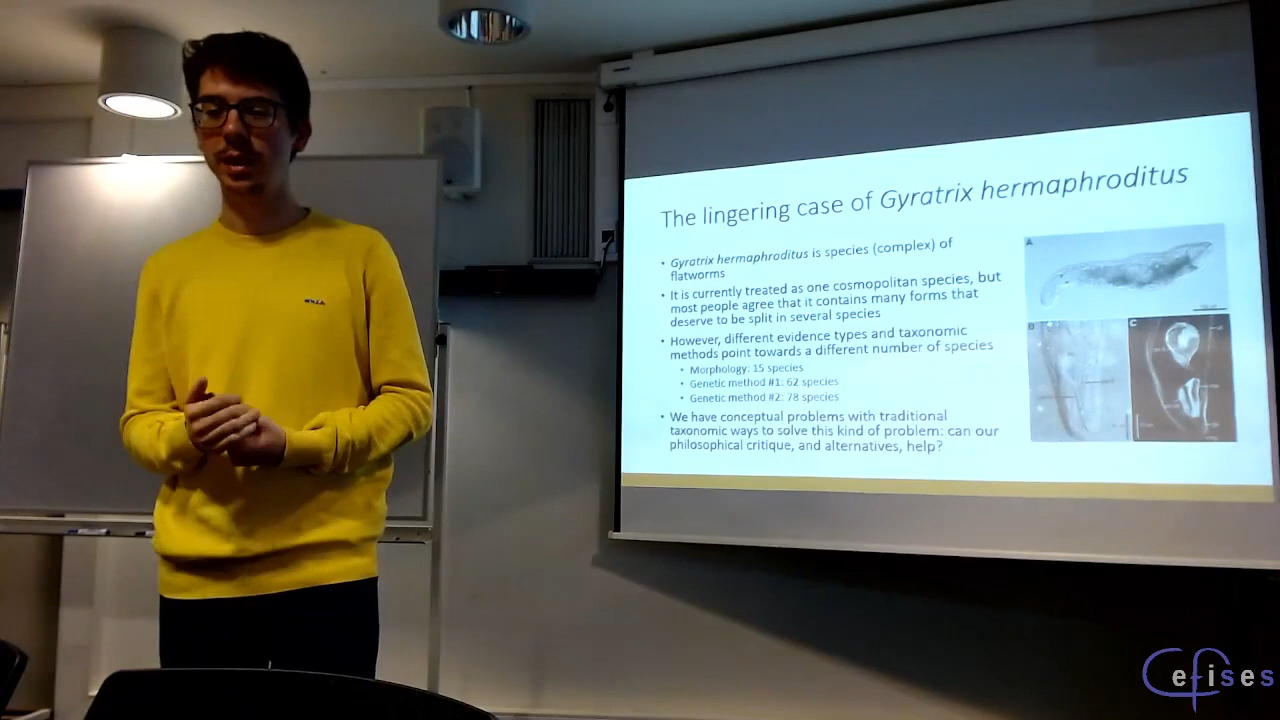 The lingering case of Gyratrix hermaphroditus
• Gyratrix hermaphroditus is species (complex) of
flatworms
• It is currently treated as one cosmopolitan species, but
most people agree that it contains many forms that
deserve to be split in several species
• However, different evidence types and taxonomic
methods point towards a different number of species
• Morphology: 15 species
• Genetic method #1: 62 species
• Genetic method #2: 78 species
• We have conceptual problems with traditional
taxonomic ways to solve this kind of problem: can our
philosophical critique, and alternatives, help?
A
B
C
Cefises